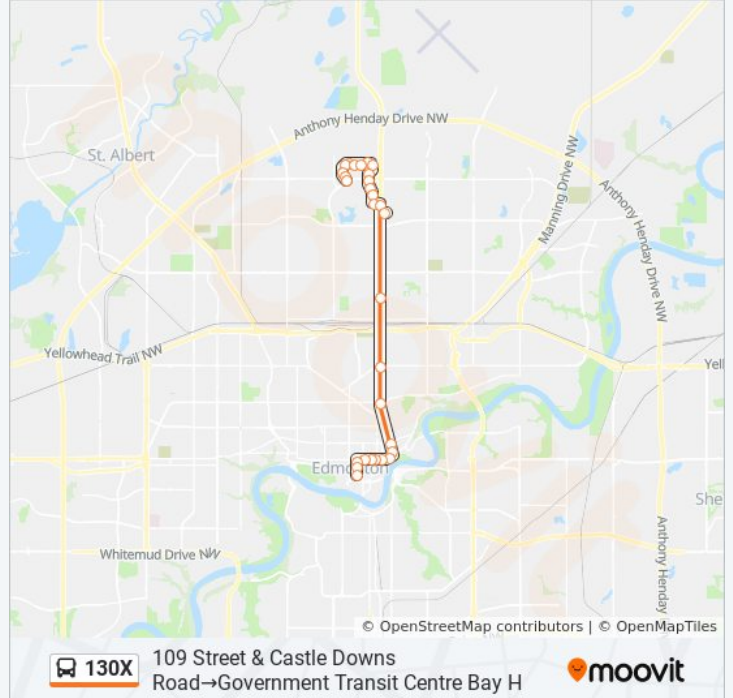 Anthony Henday Drive NW
St. Albert
Manning Drive NW
Anthony Henday Drive NW
Yellowhead Trail NW
Yell
Edmonton
She
Whitemud Drive NW
Anthony Henday
© OpenStreetMap contributors | © OpenMapTiles
130X
109 Street & Castle Downs
Road→Government Transit Centre Bay H
moovit